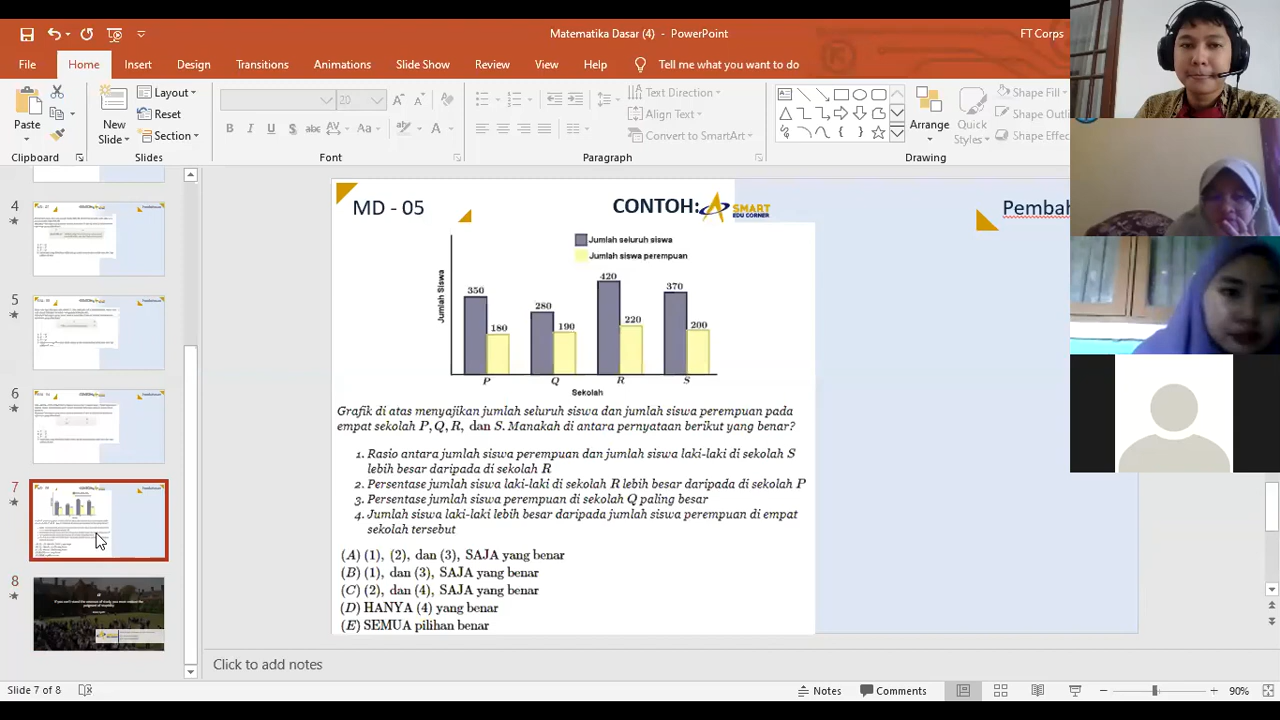 Matematika Dasar (4) - PowerPoint
FT Corps
File
Home
Insert
Design
Transitions
Animations
Slide Show
Review
View
Help
Tell me what you want to do
Paste
Clipboard
New Slide
Layout
Reset
Section
Slides
20
Font
Text Direction
Align Text
Convert to SmartArt
Paragraph
Arrange
Quick Styles
Shape Fill
Shape Outl
Shape Effe
Drawing
4
5
6
7
8
MD - 05
CONTOH:
SMART
EDU CORNER
Pembah
Jumlah seluruh siswa
Jumlah siswa perempuan
Jumlah Siswa
350
180
280
190
420
220
370
200
P
Q
R
S
Sekolah
Grafik di atas menyajikan jumlah seluruh siswa dan jumlah siswa perempuan pada
empat sekolah P, Q, R, dan S. Manakah di antara pernyataan berikut yang benar?
1. Rasio antara jumlah siswa perempuan dan jumlah siswa laki-laki di sekolah S
lebih besar daripada di sekolah R
2. Persentase jumlah siswa laki-laki di sekolah R lebih besar daripada di sekolah P
3. Persentase jumlah siswa perempuan di sekolah Q paling besar
4. Jumlah siswa laki-laki lebih besar daripada jumlah siswa perempuan di empat
sekolah tersebut
(A) (1), (2), dan (3), SAJA yang benar
(B) (1), dan (3), SAJA yang benar
(C) (2), dan (4), SAJA yang benar
(D) HANYA (4) yang benar
(E) SEMUA pilihan benar
Click to add notes
Slide 7 of 8
Notes
Comments
90%